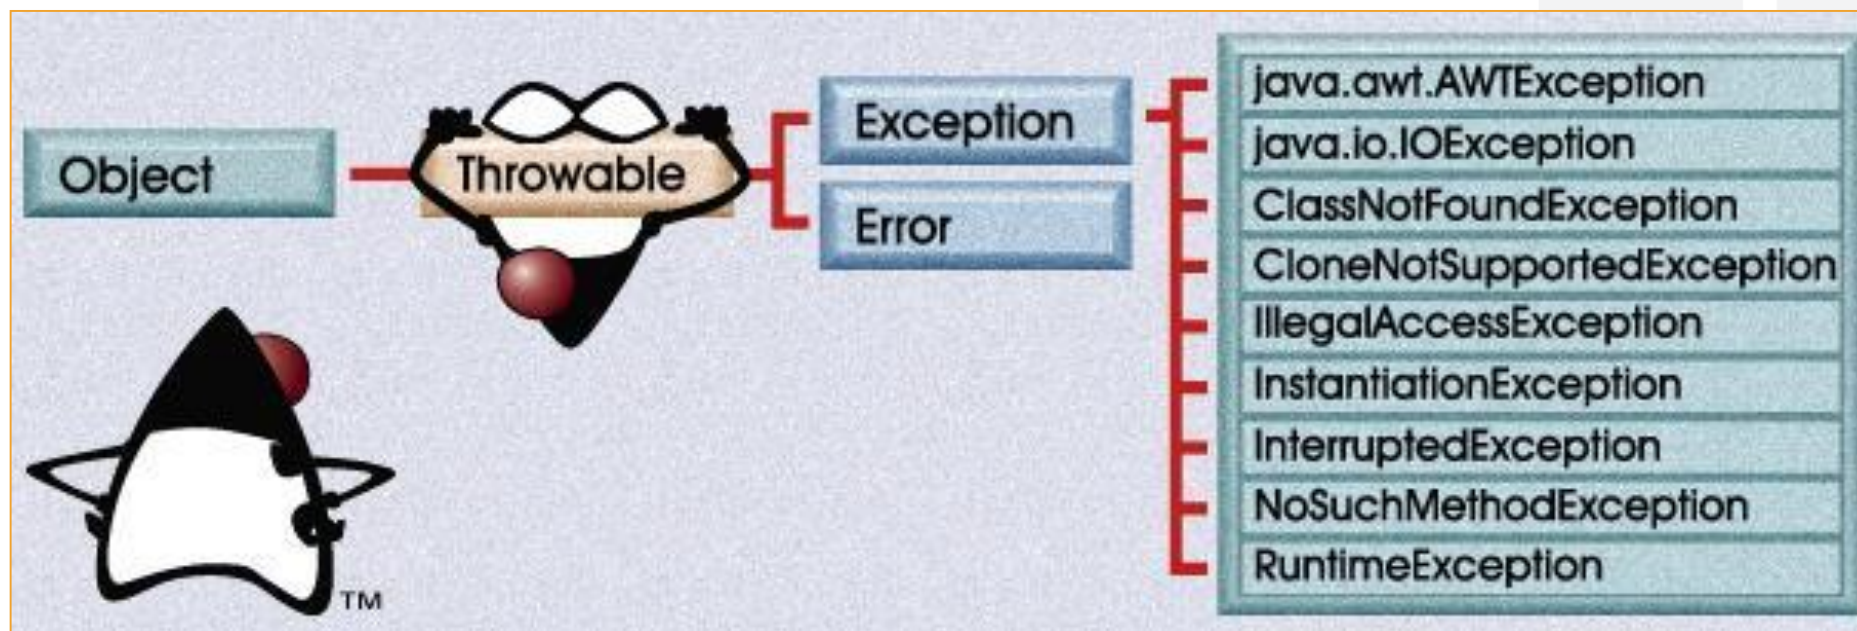 Object
Throwable
Exception
Error
java.awt.AWTException
java.io.IOException
ClassNotFoundException
CloneNotSupportedException
IllegalAccessException
InstantiationException
InterruptedException
NoSuchMethodException
RuntimeException
TM